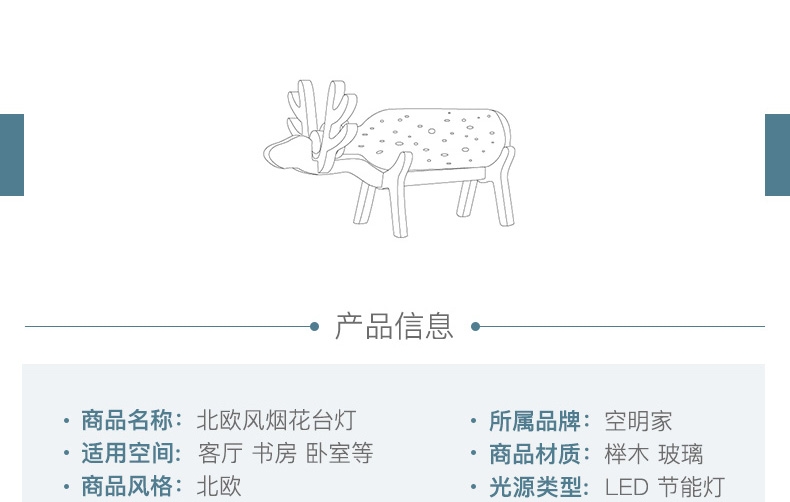 产品信息
• 商品名称：北欧风烟花台灯
• 所属品牌：空明家
• 适用空间：客厅 书房 卧室等
• 商品材质：榉木 玻璃
• 商品风格：北欧
• 光源类型：LED 节能灯